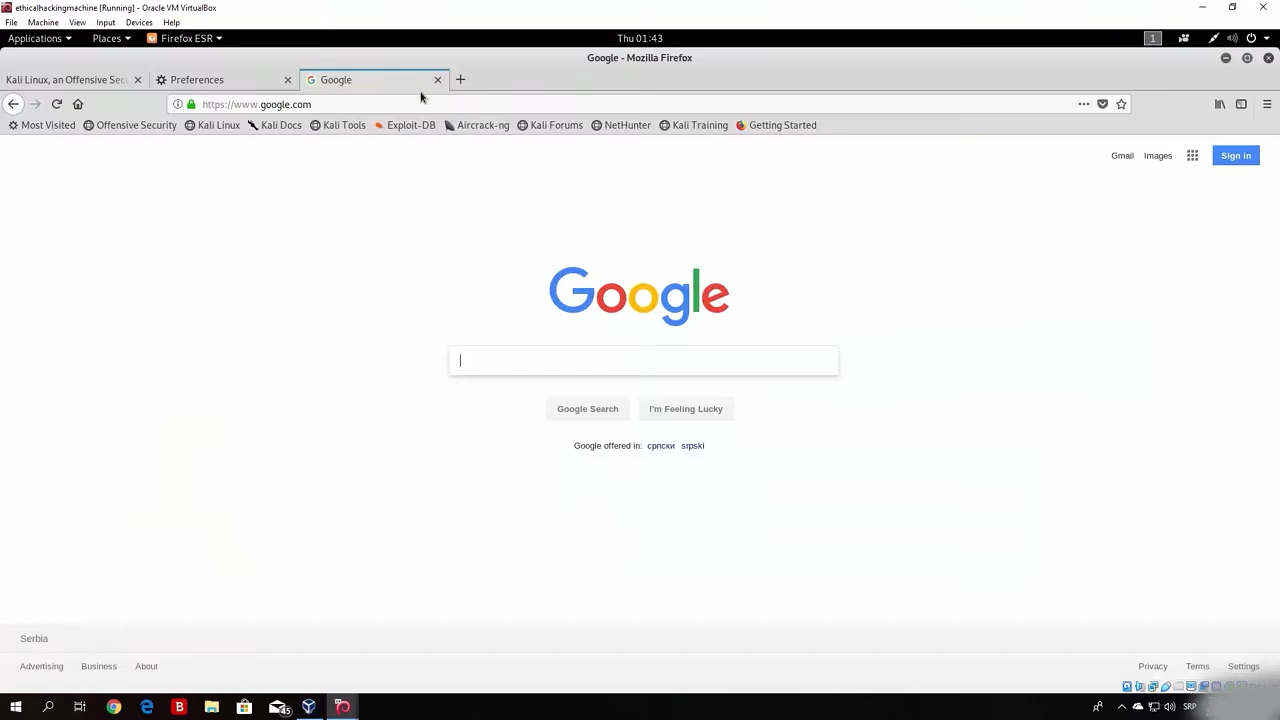 ethicalhackingmachine [Running] - Oracle VM VirtualBox
File Machine View Input Devices Help
Applications Places Firefox ESR Thu 01:43 1
Google - Mozilla Firefox
Kali Linux, an Offensive Sec Preferences Google
https://www.google.com
Most Visited Offensive Security Kali Linux Kali Docs Kali Tools Exploit-DB Aircrack-ng Kali Forums NetHunter Kali Training Getting Started
Gmail Images Sign in
Google
Google Search I'm Feeling Lucky
Google offered in: српски srpski
Serbia
Advertising Business About Privacy Terms Settings
45 SRP